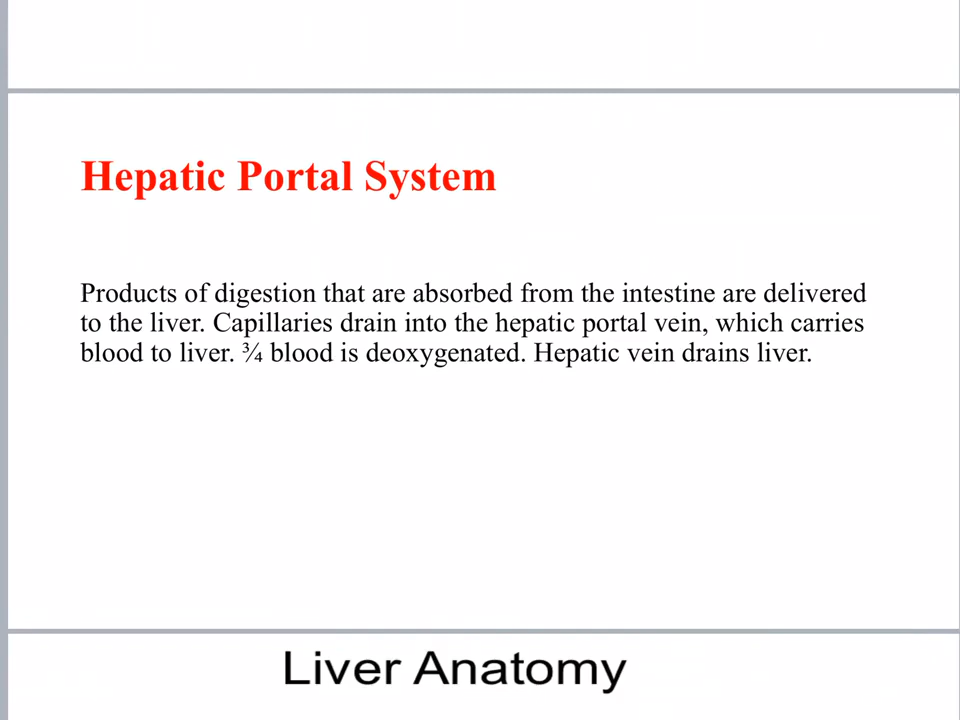 Hepatic Portal System
Products of digestion that are absorbed from the intestine are delivered
to the liver. Capillaries drain into the hepatic portal vein, which carries
blood to liver. ¾ blood is deoxygenated. Hepatic vein drains liver.
Liver Anatomy